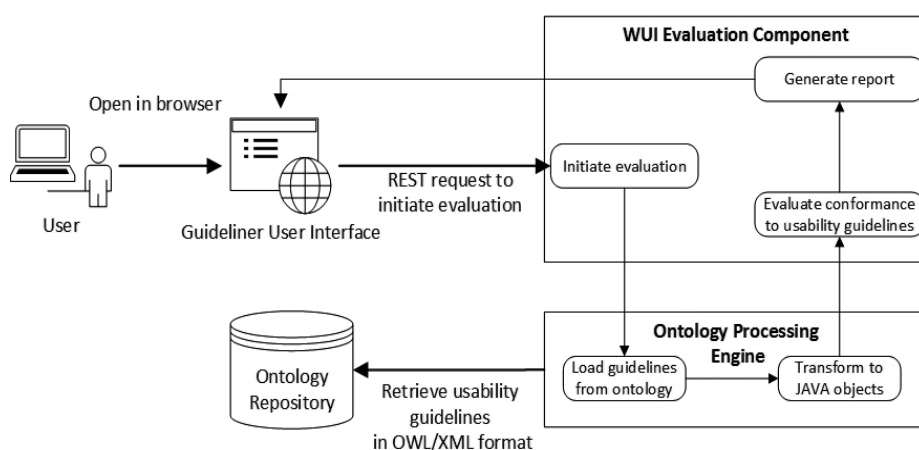 WUI Evaluation Component
Generate report
Open in browser
Initiate evaluation
REST request to
initiate evaluation
User
Guideliner User Interface
Evaluate conformance
to usability guidelines
Ontology Processing
Engine
Ontology
Repository
Load guidelines
from ontology
Transform to
JAVA objects
Retrieve usability
guidelines
in OWL/XML format